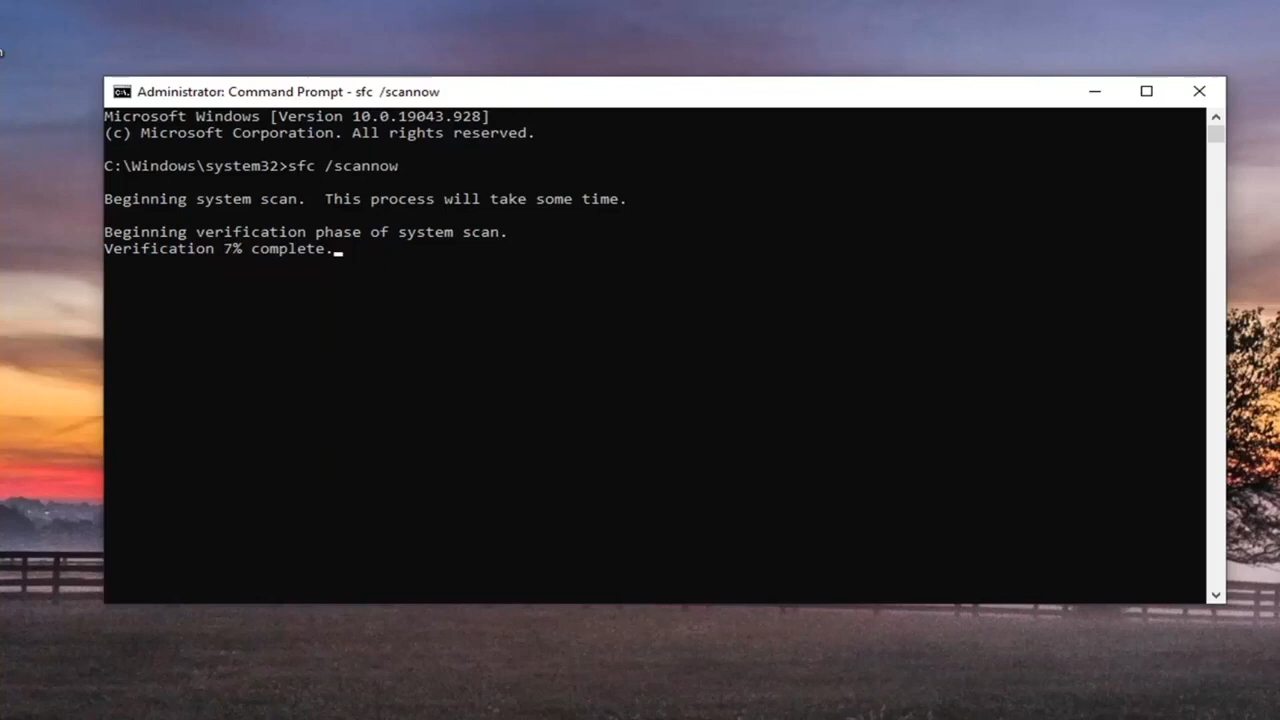 Administrator: Command Prompt - sfc  /scannow
Microsoft Windows [Version 10.0.19043.928]
(c) Microsoft Corporation. All rights reserved.
C:\Windows\system32>sfc /scannow
Beginning system scan.  This process will take some time.
Beginning verification phase of system scan.
Verification 7% complete.